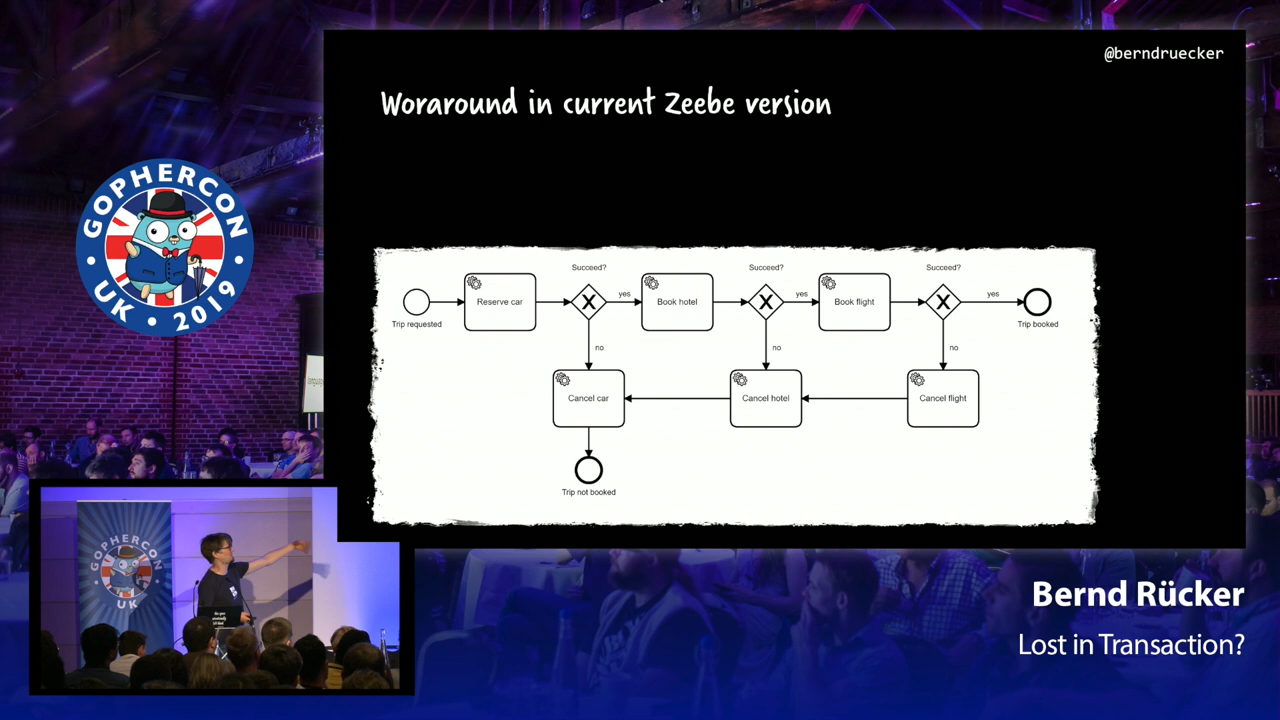 @berndruecker
Woraround in current Zeebe version
GOPHERCON
UK • 2019
Succeed?
Succeed?
Succeed?
Reserve car
yes
Book hotel
yes
Book flight
yes
Trip requested
Trip booked
no
no
no
Cancel car
Cancel hotel
Cancel flight
Trip not booked
GOPHERCON
UK
Bernd Rücker
Lost in Transaction?